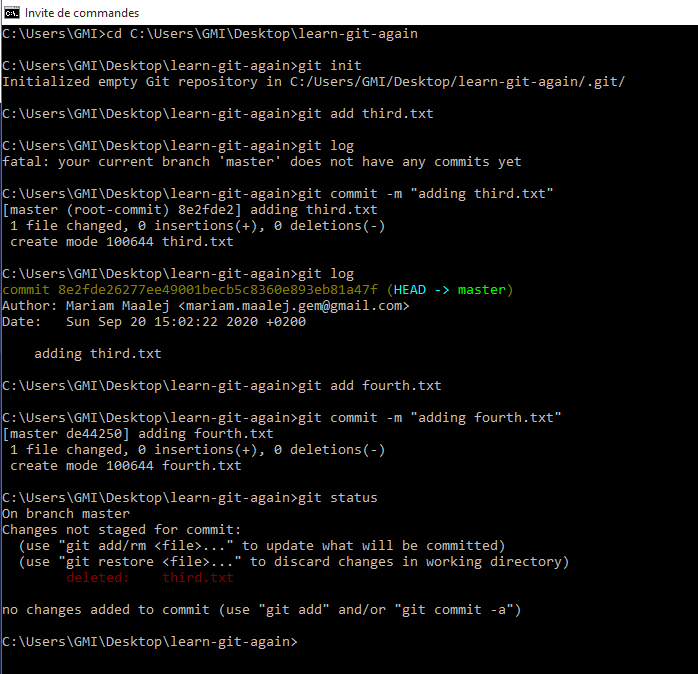 Invite de commandes
C:\Users\GMI>cd C:\Users\GMI\Desktop\learn-git-again
C:\Users\GMI\Desktop\learn-git-again>git init
Initialized empty Git repository in C:/Users/GMI/Desktop/learn-git-again/.git/
C:\Users\GMI\Desktop\learn-git-again>git add third.txt
C:\Users\GMI\Desktop\learn-git-again>git log
fatal: your current branch 'master' does not have any commits yet
C:\Users\GMI\Desktop\learn-git-again>git commit -m "adding third.txt"
[master (root-commit) 8e2fde2] adding third.txt
 1 file changed, 0 insertions(+), 0 deletions(-)
 create mode 100644 third.txt
C:\Users\GMI\Desktop\learn-git-again>git log
commit 8e2fde26277ee49001becb5c8360e893eb81a47f (HEAD -> master)
Author: Mariam Maalej <mariam.maalej.gem@gmail.com>
Date:   Sun Sep 20 15:02:22 2020 +0200
    adding third.txt
C:\Users\GMI\Desktop\learn-git-again>git add fourth.txt
C:\Users\GMI\Desktop\learn-git-again>git commit -m "adding fourth.txt"
[master de44250] adding fourth.txt
 1 file changed, 0 insertions(+), 0 deletions(-)
 create mode 100644 fourth.txt
C:\Users\GMI\Desktop\learn-git-again>git status
On branch master
Changes not staged for commit:
  (use "git add/rm <file>..." to update what will be committed)
  (use "git restore <file>..." to discard changes in working directory)
        deleted:    third.txt
no changes added to commit (use "git add" and/or "git commit -a")
C:\Users\GMI\Desktop\learn-git-again>